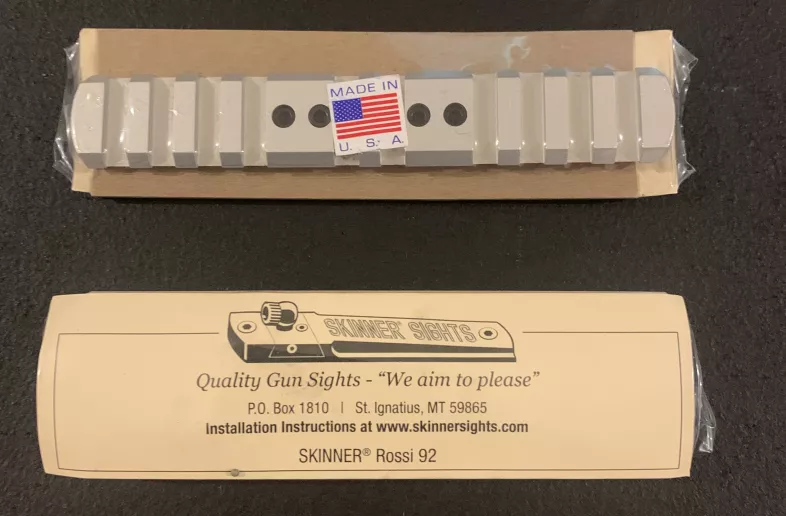 MADE IN
U. S. A.
SKINNER® SIGHTS
Quality Gun Sights - “We aim to please”
P.O. Box 1810 | St. Ignatius, MT 59865
Installation Instructions at www.skinnersights.com
SKINNER® Rossi 92